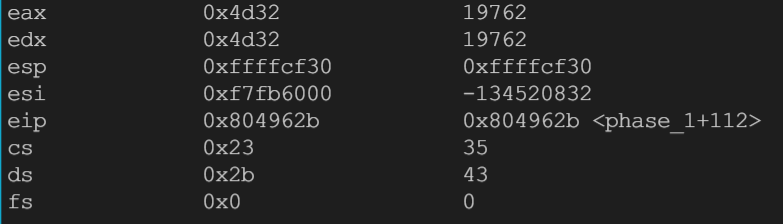 eax 0x4d32 19762
edx 0x4d32 19762
esp 0xffffcf30 0xffffcf30
esi 0xf7fb6000 -134520832
eip 0x804962b 0x804962b <phase_1+112>
cs 0x23 35
ds 0x2b 43
fs 0x0 0